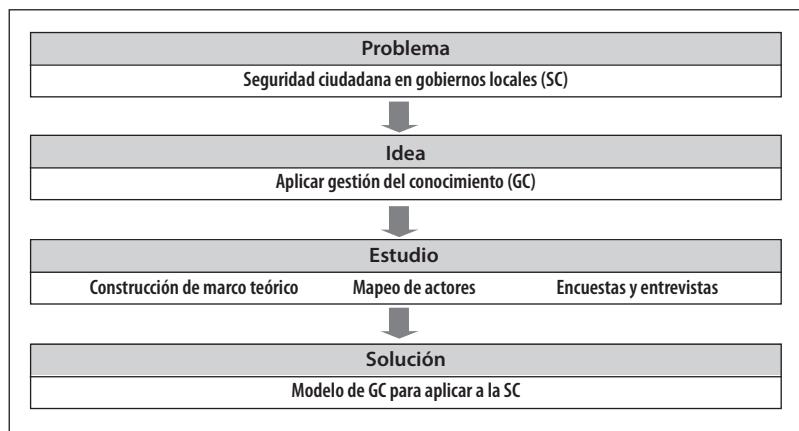 Problema
Seguridad ciudadana en gobiernos locales (SC)
Idea
Aplicar gestión del conocimiento (GC)
Estudio
Construcción de marco teórico Mapeo de actores Encuestas y entrevistas
Solución
Modelo de GC para aplicar a la SC